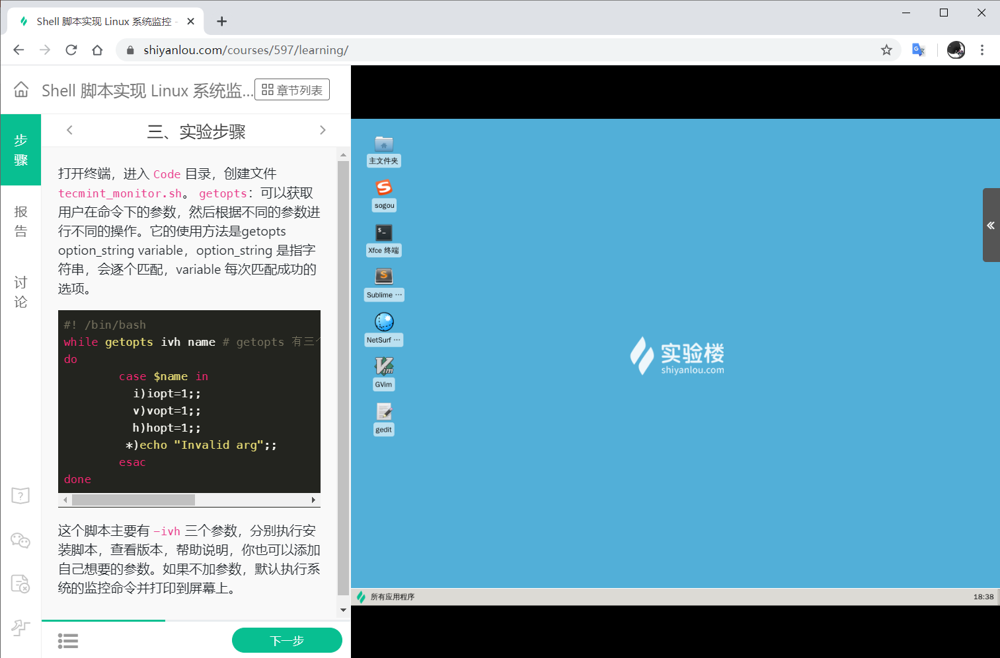 Shell 脚本实现 Linux 系统监控 -
shiyanlou.com/courses/597/learning/
Shell 脚本实现 Linux 系统监...
章节列表
步骤
报告
讨论
三、实验步骤
打开终端，进入 Code 目录，创建文件
tecmint_monitor.sh。 getopts：可以获取
用户在命令下的参数，然后根据不同的参数进
行不同的操作。它的使用方法是getopts
option_string variable，option_string 是指字
符串，会逐个匹配，variable 每次匹配成功的
选项。
#! /bin/bash
while getopts ivh name # getopts 有三
do
case $name in
i)iopt=1;;
v)vopt=1;;
h)hopt=1;;
*)echo "Invalid arg";;
esac
done
这个脚本主要有 -ivh 三个参数，分别执行安
装脚本，查看版本，帮助说明，你也可以添加
自己想要的参数。如果不加参数，默认执行系
统的监控命令并打印到屏幕上。
下一步
主文件夹
sogou
Xfce 终端
Sublime ···
NetSurf ···
GVim
gedit
实验楼
shiyanlou.com
所有应用程序
18:38